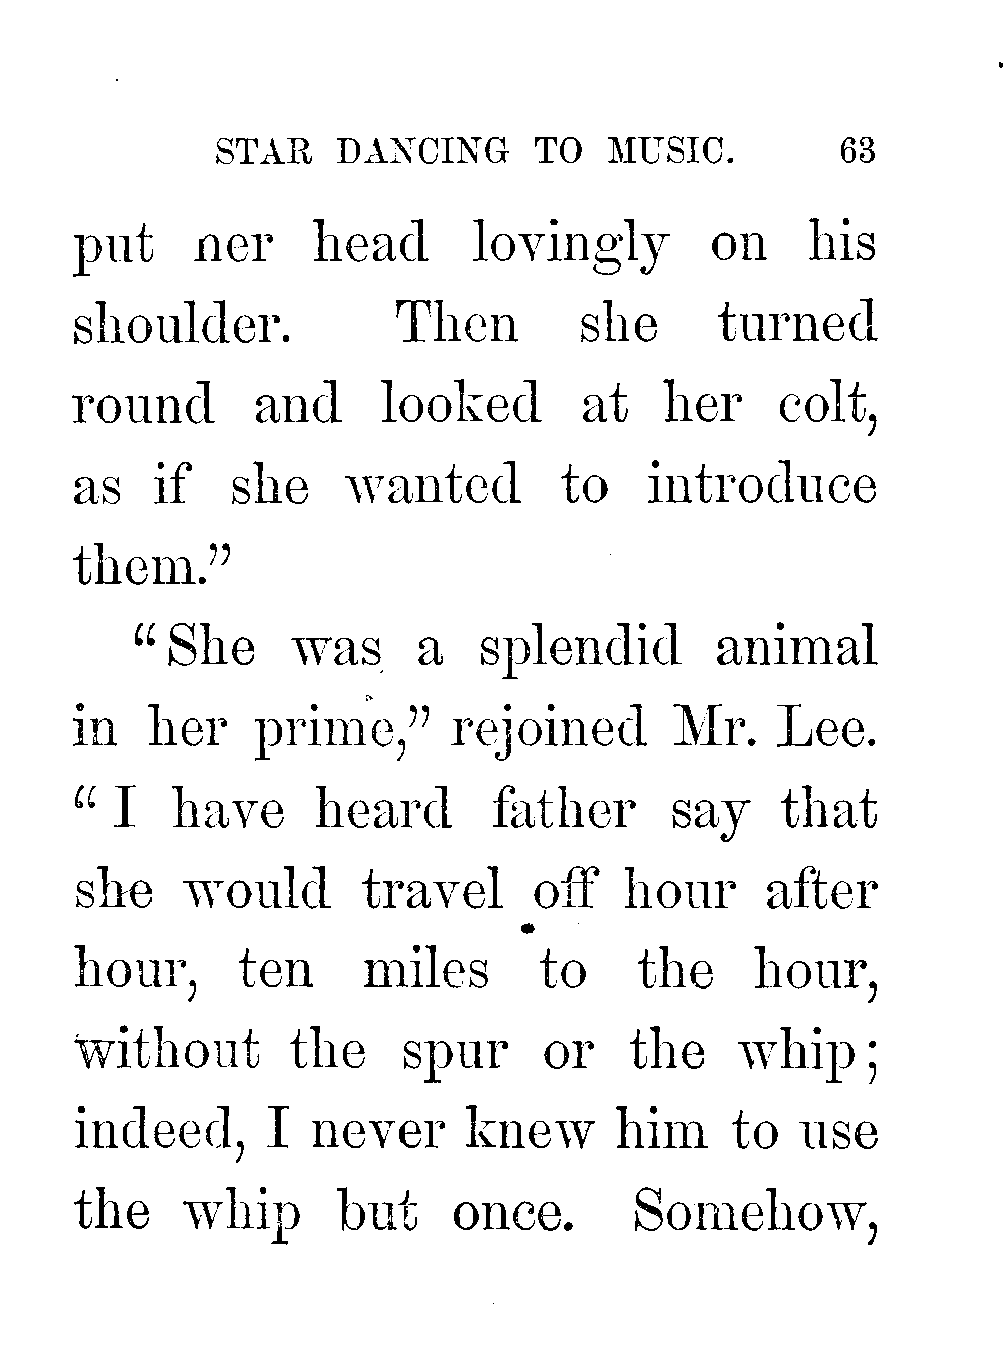 STAR DANCING TO MUSIC. 63
put ner head lovingly on his
shoulder. Then she turned
round and looked at her colt,
as if she wanted to introduce
them.”
“She was a splendid animal
in her prime,” rejoined Mr. Lee.
“I have heard father say that
she would travel off hour after
hour, ten miles to the hour,
without the spur or the whip;
indeed, I never knew him to use
the whip but once. Somehow,